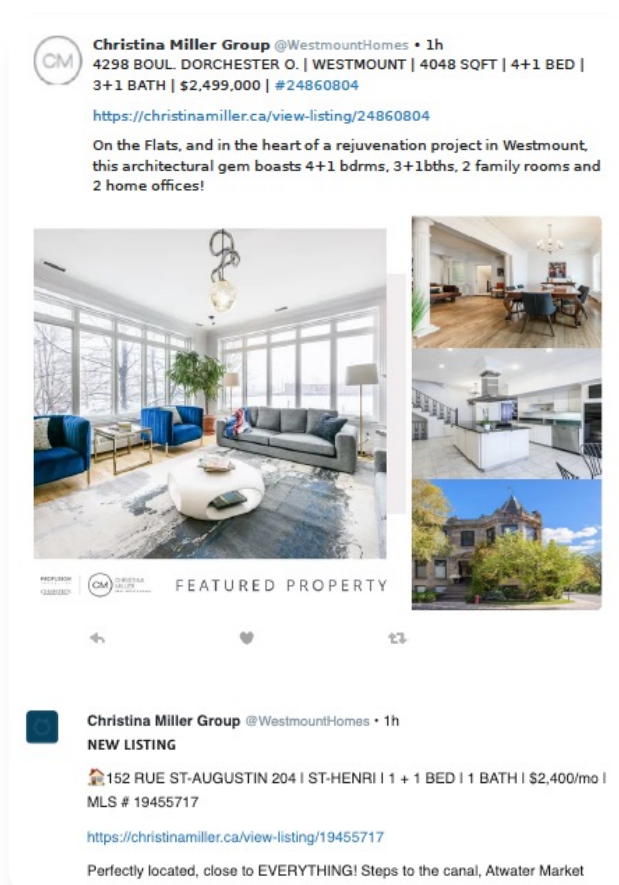 CM
Christina Miller Group @WestmountHomes • 1h
4298 BOUL. DORCHESTER O. | WESTMOUNT | 4048 SQFT | 4+1 BED |
3+1 BATH | $2,499,000 | #24860804
https://christinamiller.ca/view-listing/24860804
On the Flats, and in the heart of a rejuvenation project in Westmount,
this architectural gem boasts 4+1 bdrms, 3+1bths, 2 family rooms and
2 home offices!
PROFUSION
CM
CHRISTINA
MILLER
FEATURED PROPERTY
Christina Miller Group @WestmountHomes • 1h
NEW LISTING
🏠152 RUE ST-AUGUSTIN 204 I ST-HENRI I 1 + 1 BED I 1 BATH I $2,400/mo I
MLS # 19455717
https://christinamiller.ca/view-listing/19455717
Perfectly located, close to EVERYTHING! Steps to the canal, Atwater Market